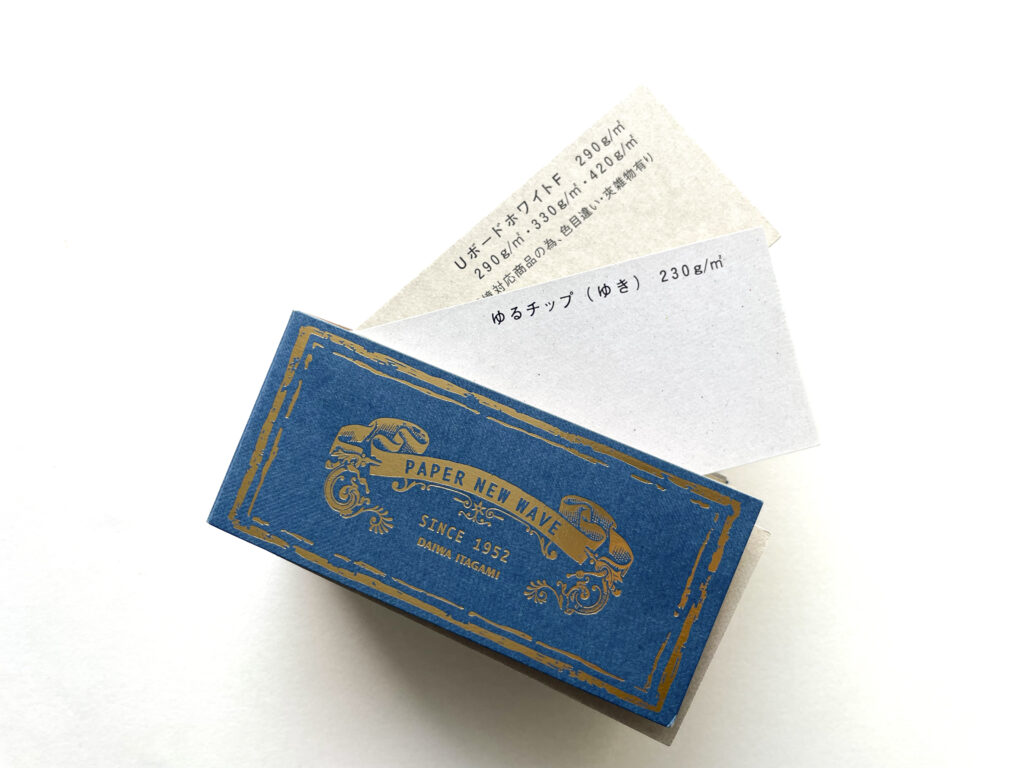 UボードホワイトF 290g/㎡
290g/㎡・330g/㎡・420g/㎡
対応商品の為、色目違い・夾雑物有り
ゆるチップ（ゆき） 230g/㎡
PAPER NEW WAVE
SINCE 1952
DAIWA ITAGAMI